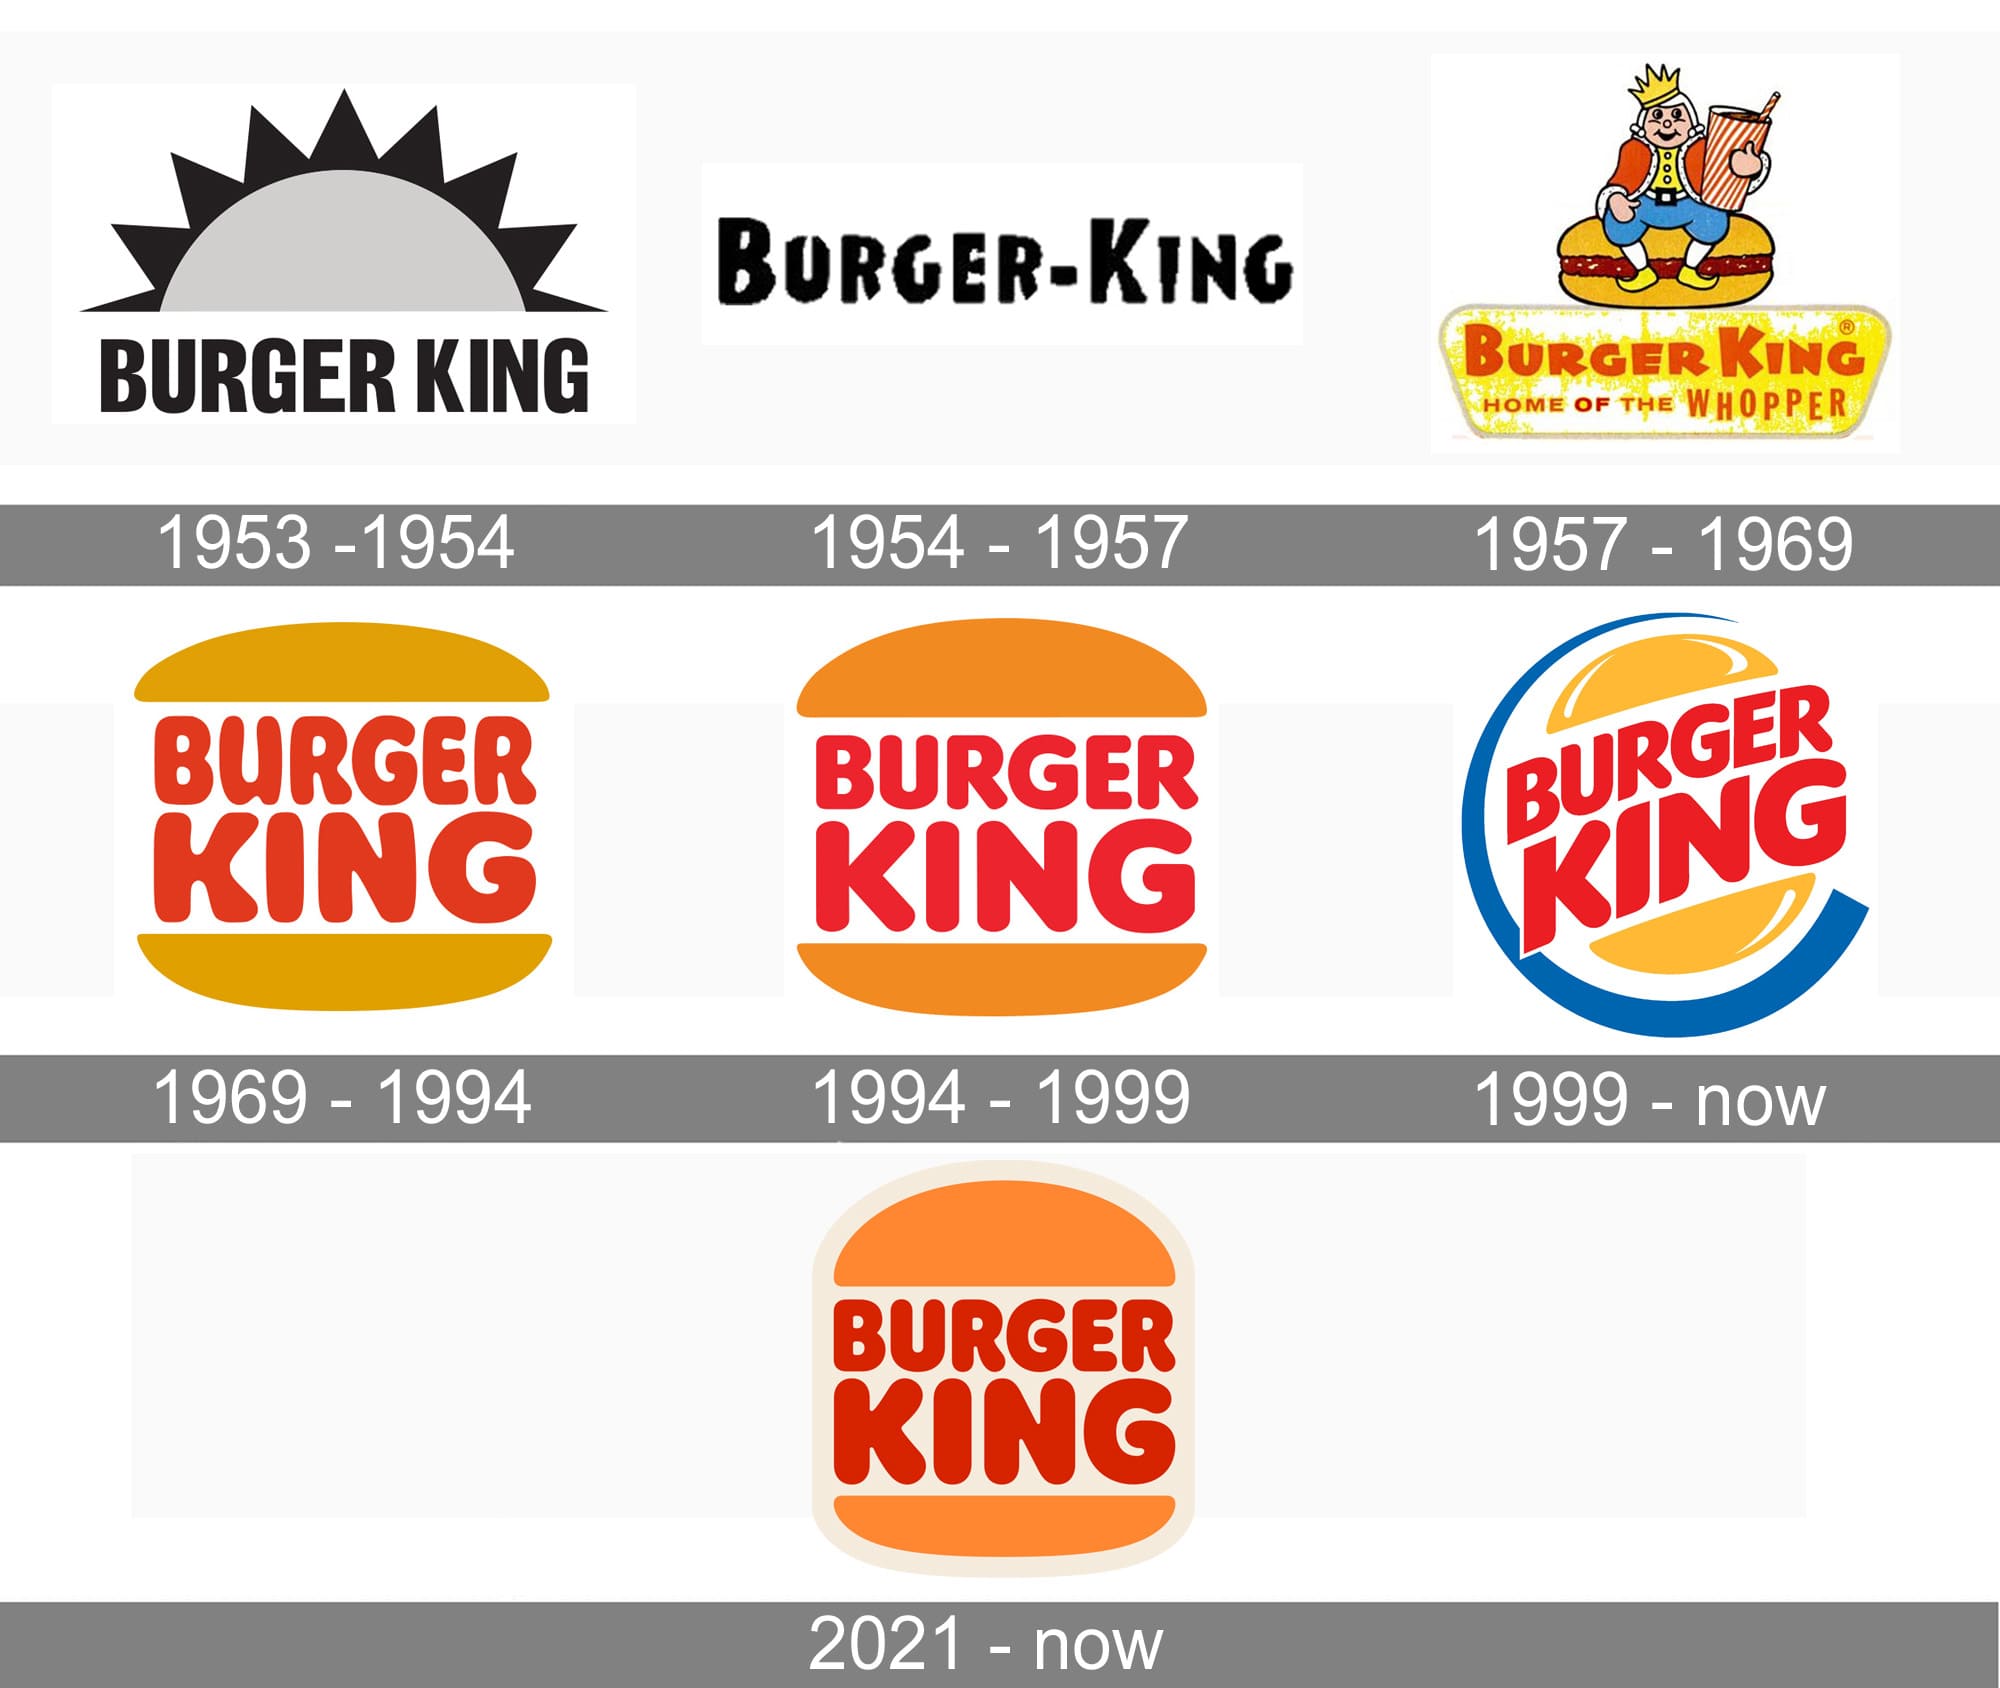 BURGER KING
BURGER-KING
BURGER KING ®
HOME OF THE WHOPPER
1953 -1954
1954 - 1957
1957 - 1969
BURGER
KING
BURGER
KING
BURGER
KING
1969 - 1994
1994 - 1999
1999 - now
BURGER
KING
2021 - now